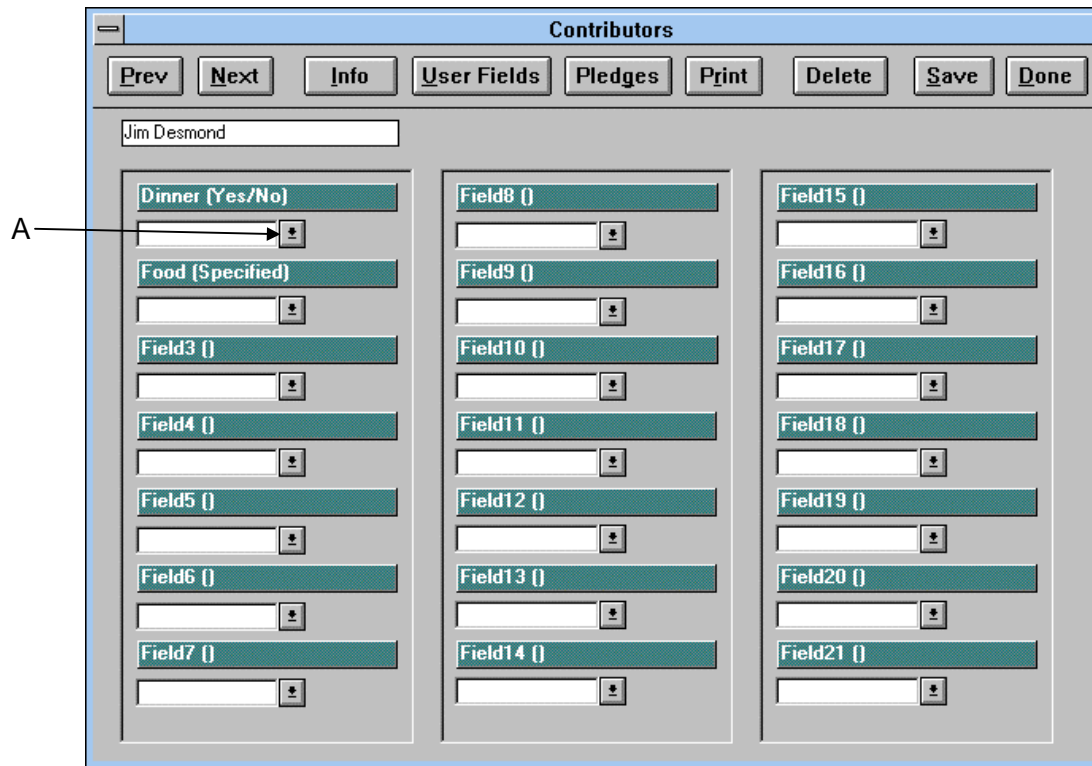 Contributors
Prev Next Info User Fields Pledges Print Delete Save Done
Jim Desmond
A
Dinner (Yes/No)
Food (Specified)
Field3 ()
Field4 ()
Field5 ()
Field6 ()
Field7 ()
Field8 ()
Field9 ()
Field10 ()
Field11 ()
Field12 ()
Field13 ()
Field14 ()
Field15 ()
Field16 ()
Field17 ()
Field18 ()
Field19 ()
Field20 ()
Field21 ()